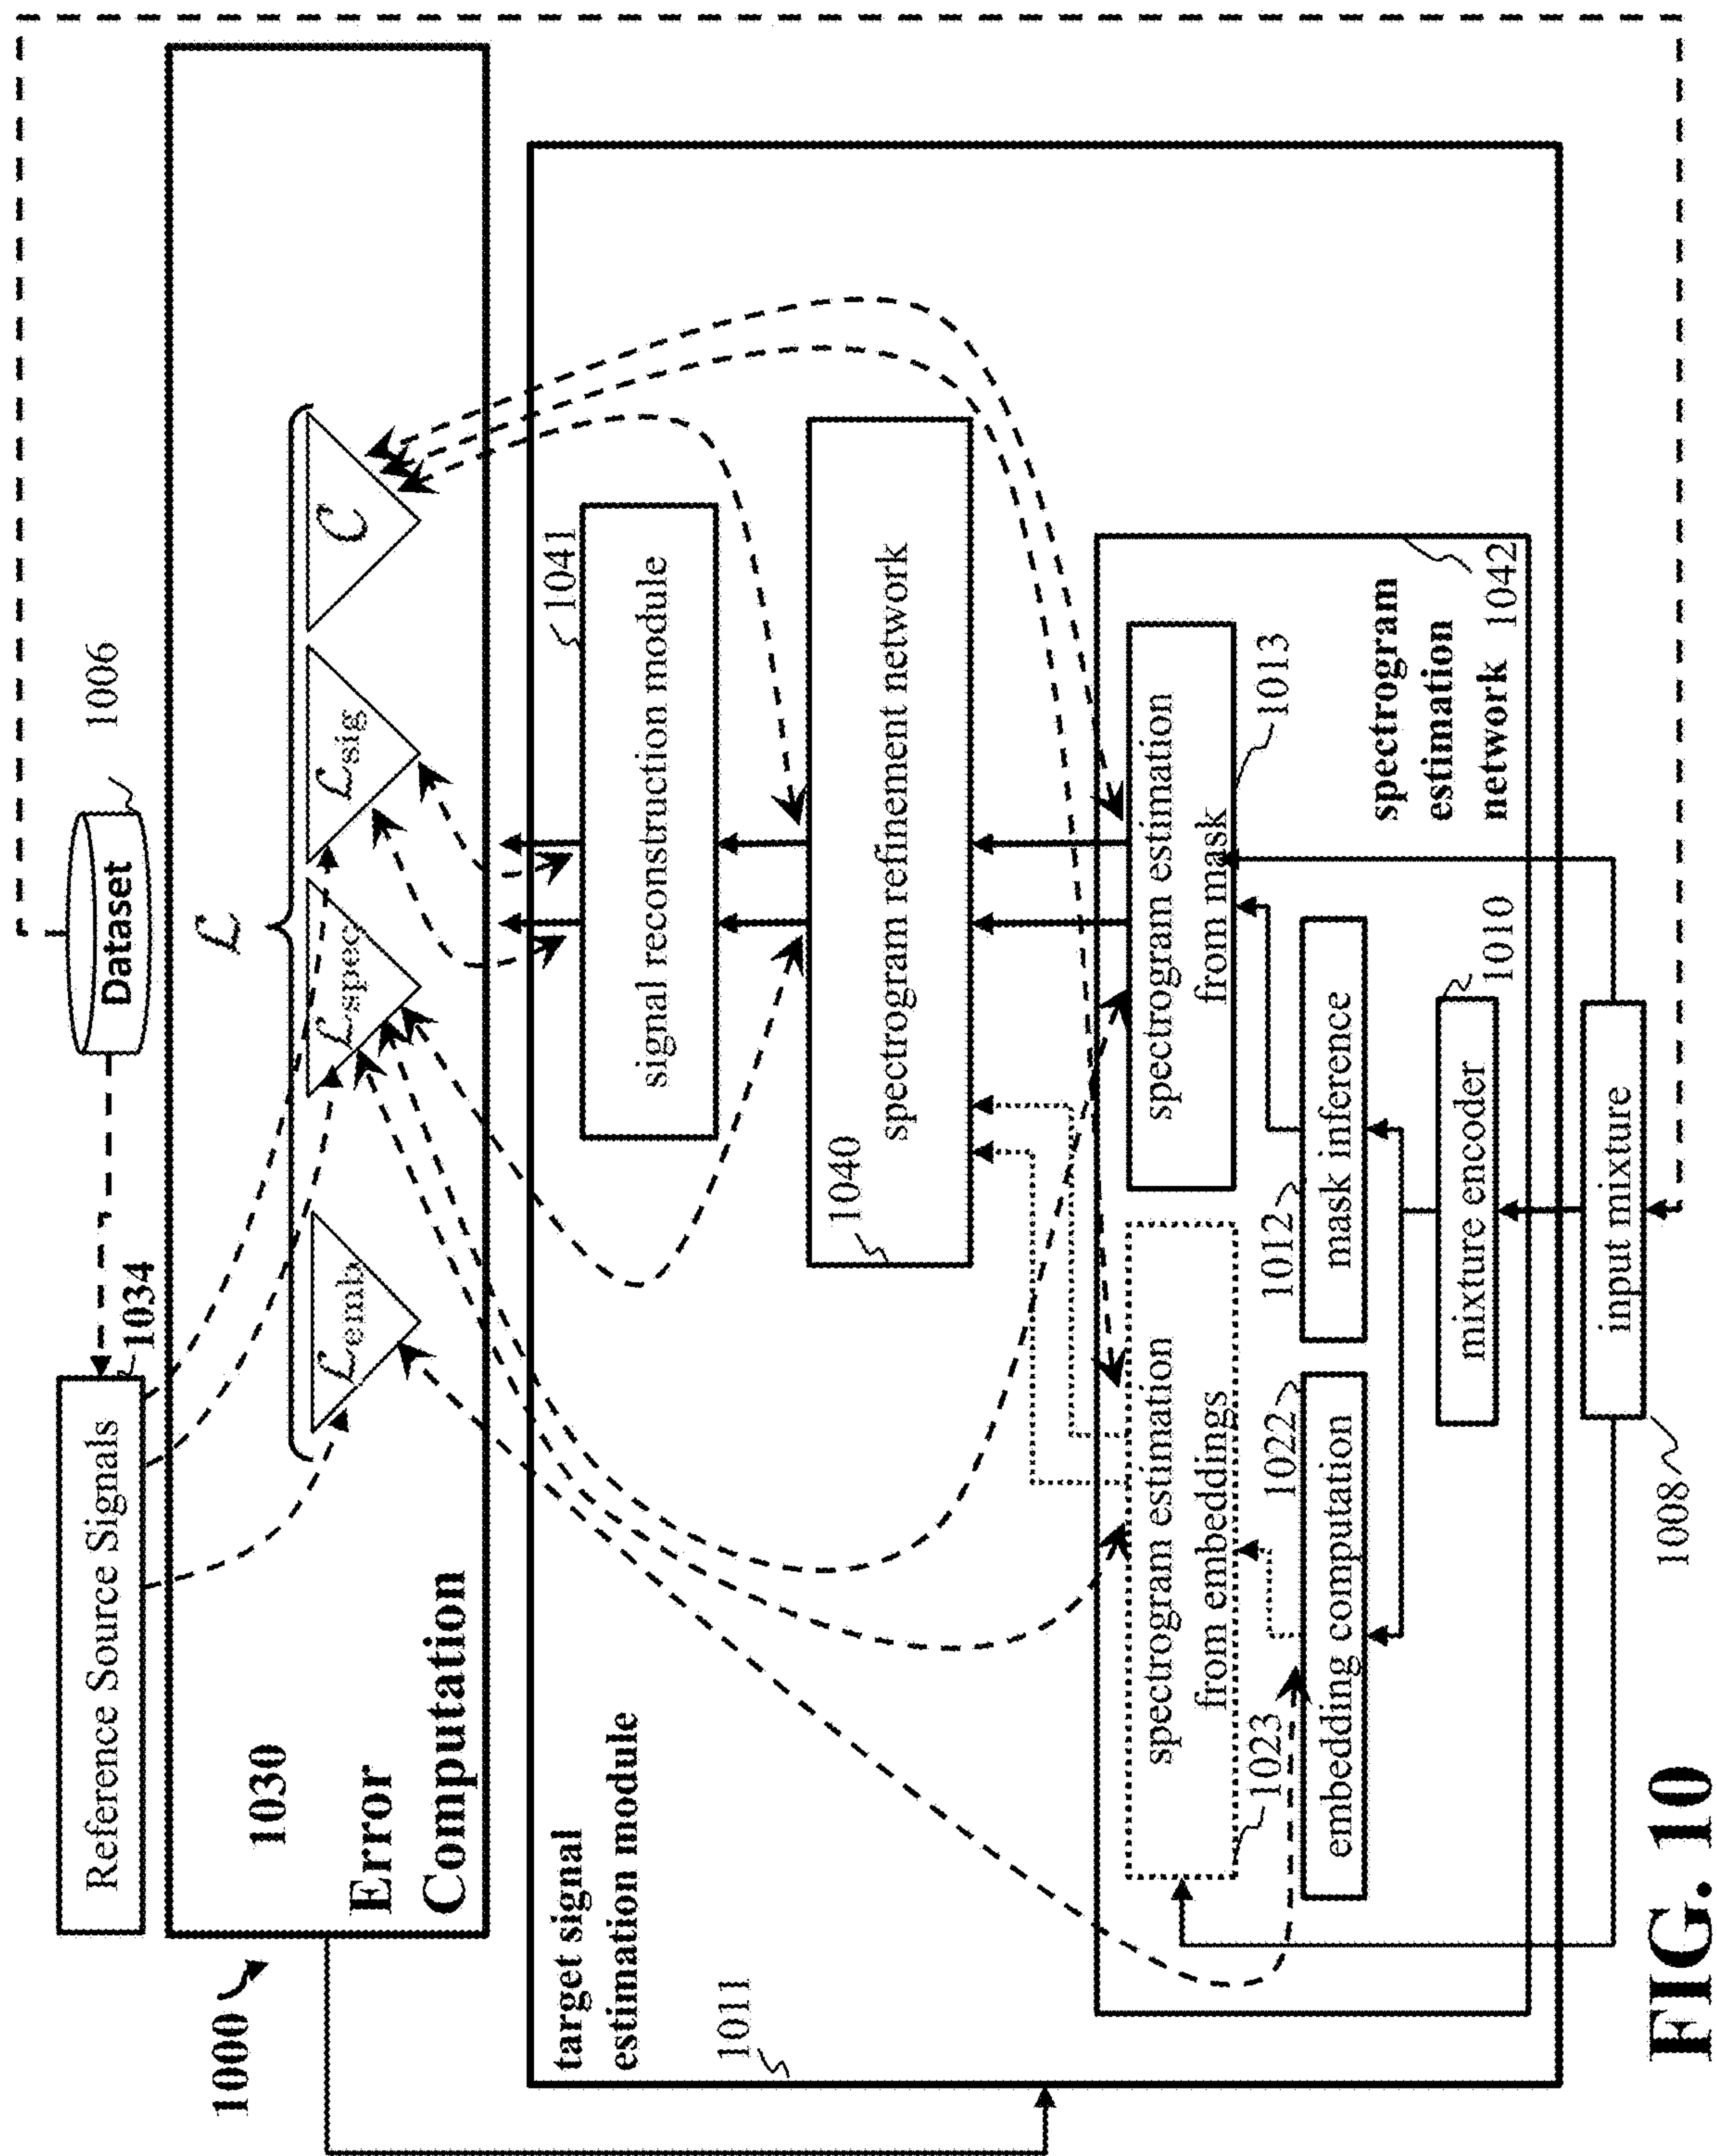 1000
Reference Source Signals
1034
Dataset
1006
1030
Error
Computation
ℒ
ℒemb
ℒspec
ℒsig
𝒞
target signal
estimation module
1011
signal reconstruction module
1041
1040
spectrogram refinement network
spectrogram estimation
from embeddings
1023
spectrogram estimation
from mask
1013
embedding computation
1022
mask inference
1012
mixture encoder
1010
spectrogram
estimation
network
1042
input mixture
1008
FIG. 10